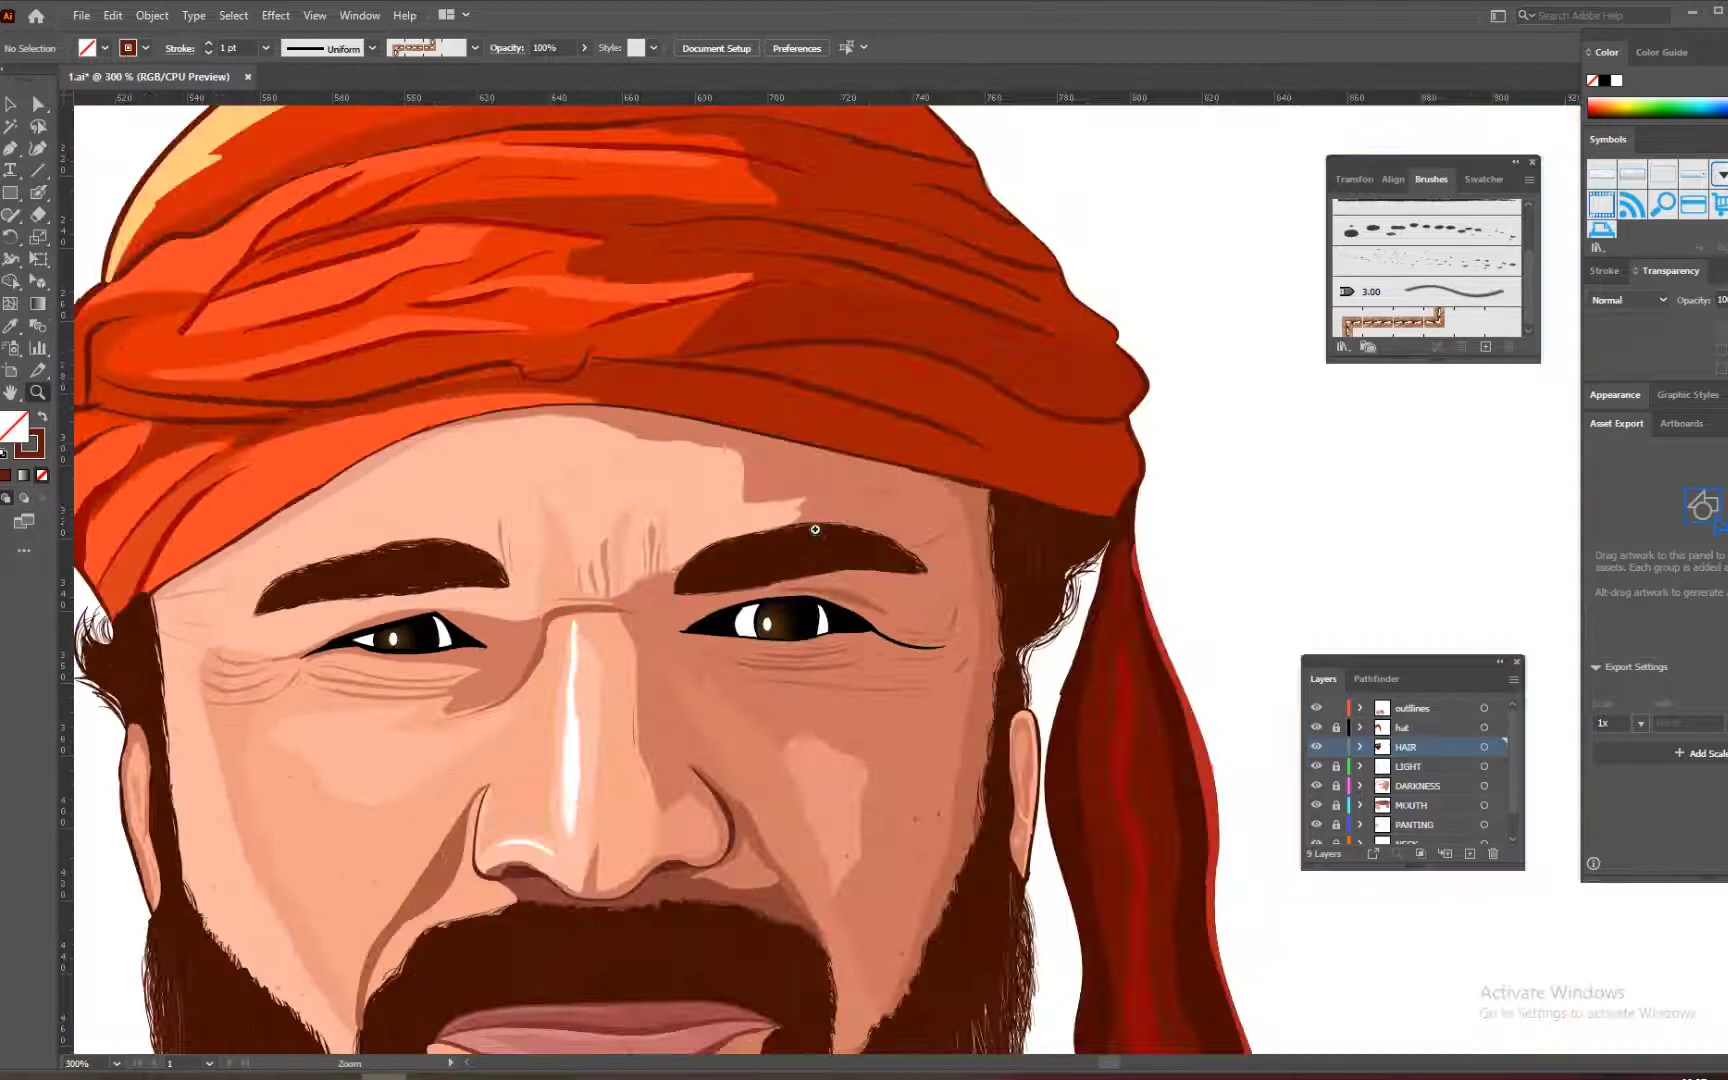 Ai File Edit Object Type Select Effect View Window Help Search Adobe Help
No Selection Stroke: 1 pt Uniform Opacity: 100% Style: Document Setup Preferences
1.ai* @ 300 % (RGB/CPU Preview)
Color Color Guide
Symbols
Transfon Align Brushes Swatches
3.00
Stroke Transparency
Normal Opacity: 10
Appearance Graphic Styles
Asset Export Artboards
Drag artwork to this panel to
assets. Each group is added a
Alt-drag artwork to generate
Export Settings
1x
+ Add Scale
Layers Pathfinder
outllines
hat
HAIR
LIGHT
DARKNESS
MOUTH
PANTING
9 Layers
Activate Windows
Go to Settings to activate Windows.
300% 1 Zoom